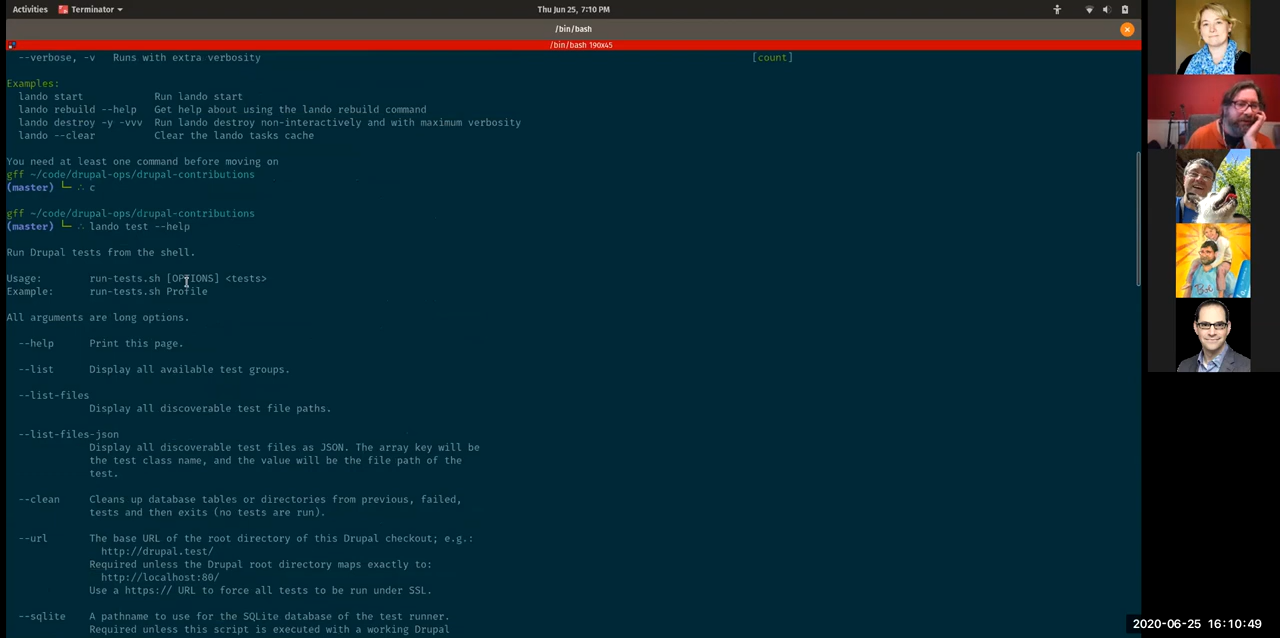 Activities Terminator Thu Jun 25, 7:10 PM
/bin/bash
/bin/bash 190x45
--verbose, -v Runs with extra verbosity [count]
Examples:
lando start Run lando start
lando rebuild --help Get help about using the lando rebuild command
lando destroy -y -vvv Run lando destroy non-interactively and with maximum verbosity
lando --clear Clear the lando tasks cache
You need at least one command before moving on
gff ~/code/drupal-ops/drupal-contributions
(master) └─ ∴ c
gff ~/code/drupal-ops/drupal-contributions
(master) └─ ∴ lando test --help
Run Drupal tests from the shell.
Usage: run-tests.sh [OPTIONS] <tests>
Example: run-tests.sh Profile
All arguments are long options.
--help Print this page.
--list Display all available test groups.
--list-files
Display all discoverable test file paths.
--list-files-json
Display all discoverable test files as JSON. The array key will be
the test class name, and the value will be the file path of the
test.
--clean Cleans up database tables or directories from previous, failed,
tests and then exits (no tests are run).
--url The base URL of the root directory of this Drupal checkout; e.g.:
http://drupal.test/
Required unless the Drupal root directory maps exactly to:
http://localhost:80/
Use a https:// URL to force all tests to be run under SSL.
--sqlite A pathname to use for the SQLite database of the test runner.
Required unless this script is executed with a working Drupal
2020-06-25 16:10:49